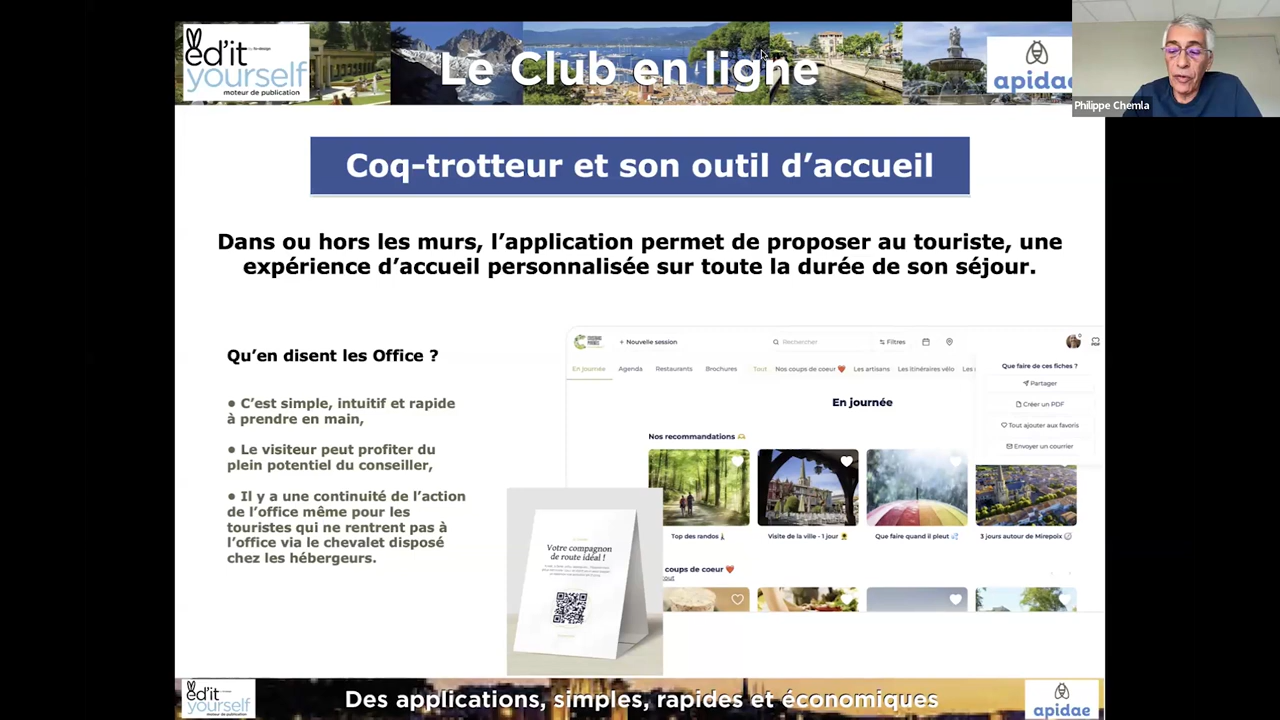 ed'it
by in-design
yourself
moteur de publication
Le Club en ligne
apidae
Philippe Chemla
Coq-trotteur et son outil d’accueil
Dans ou hors les murs, l’application permet de proposer au touriste, une
expérience d’accueil personnalisée sur toute la durée de son séjour.
Qu’en disent les Office ?
● C’est simple, intuitif et rapide
à prendre en main,
● Le visiteur peut profiter du
plein potentiel du conseiller,
● Il y a une continuité de l’action
de l’office même pour les
touristes qui ne rentrent pas à
l’office via le chevalet disposé
chez les hébergeurs.
+ Nouvelle session
Rechercher
Filtres
PDF
En journée
Agenda
Restaurants
Brochures
Tout
Nos coups de coeur ❤️
Les artisans
Les itinéraires vélo
Les
Que faire de ces fiches ?
Partager
Créer un PDF
Tout ajouter aux favoris
Envoyer un courrier
En journée
Nos recommandations
Top des randos
Visite de la ville - 1 jour
Que faire quand il pleut
3 jours autour de Mirepoix
coups de coeur ❤️
tout
Votre compagnon
de route idéal !
ed'it
yourself
moteur de publication
Des applications, simples, rapides et économiques
apidae